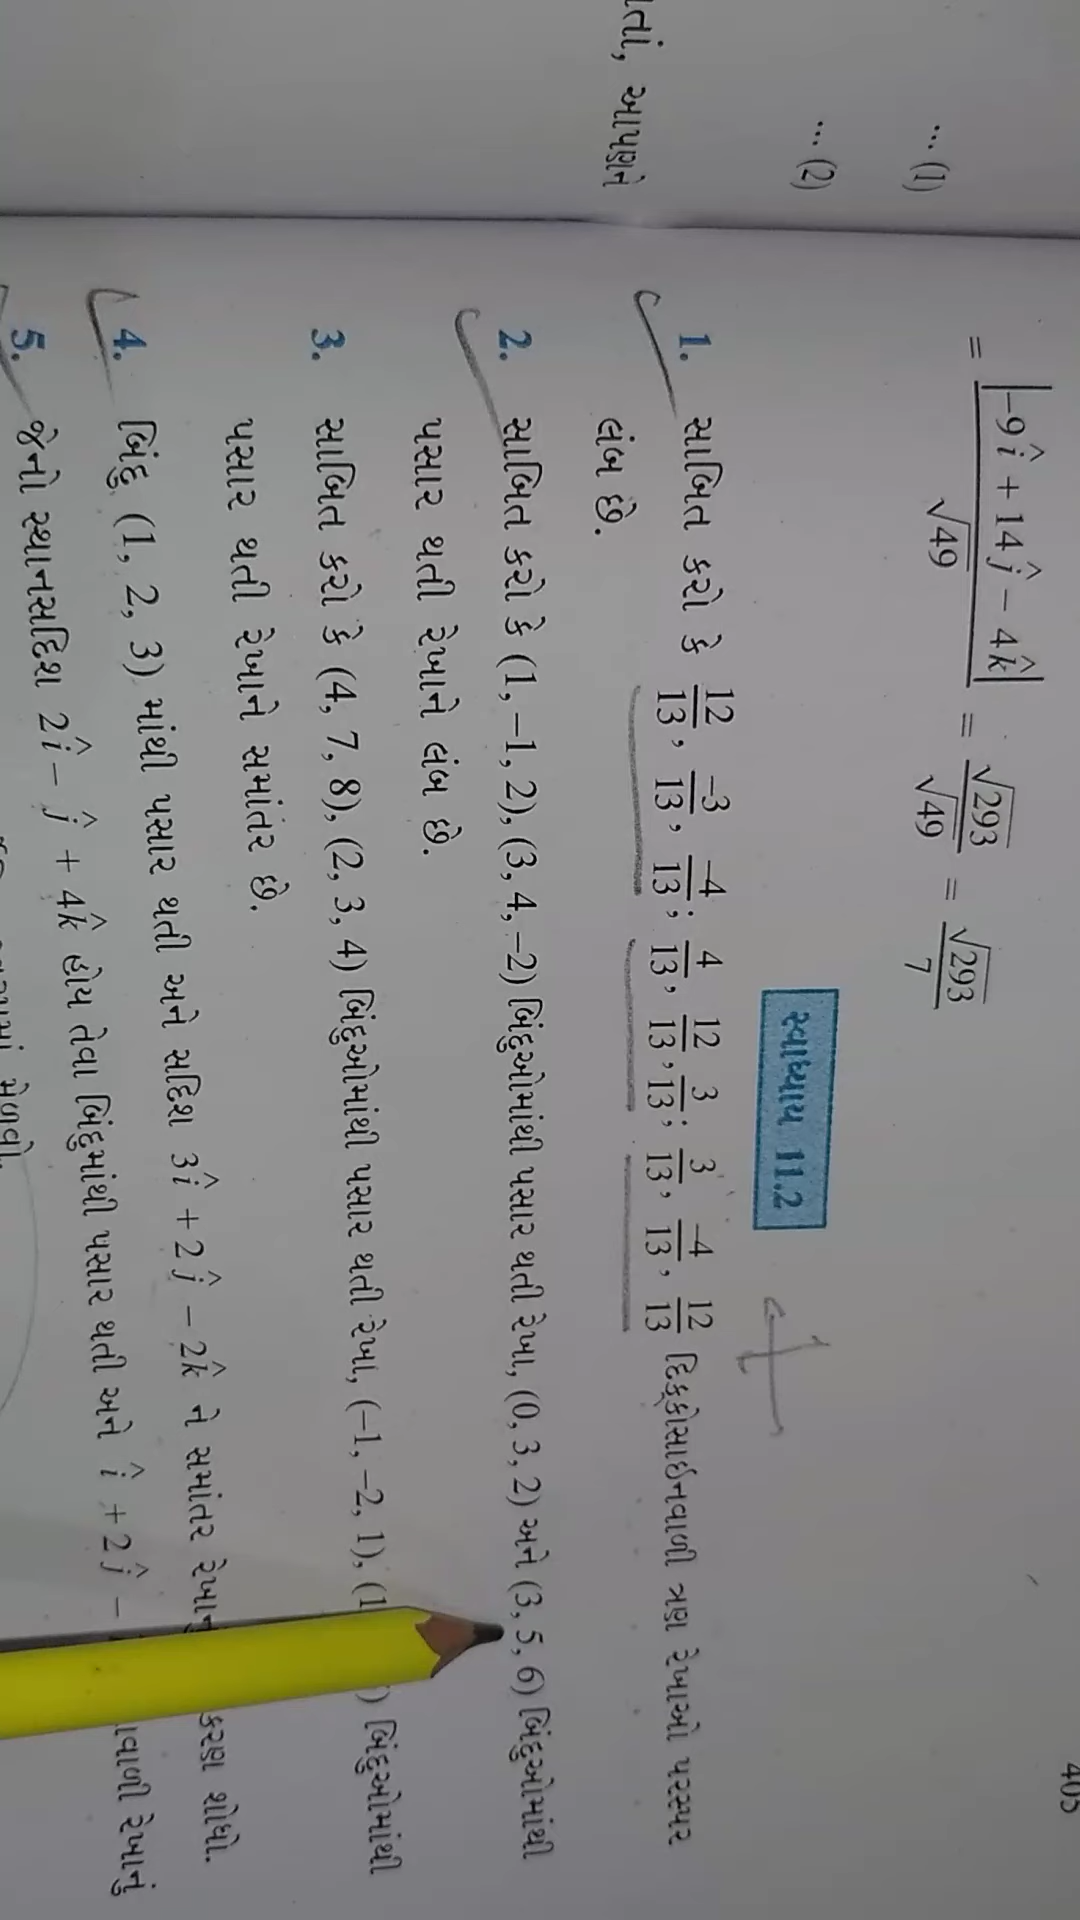 ... (1)
... (2)
આપણને
405
= |-9î + 14ĵ - 4k̂| / √49 = √293 / √49 = √293 / 7
સ્વાધ્યાય 11.2
1. સાબિત કરો કે 12/13, -3/13, -4/13; 4/13, 12/13, 3/13; 3/13, -4/13, 12/13 દિક્કોસાઈનવાળી ત્રણ રેખાઓ પરસ્પર
લંબ છે.
2. સાબિત કરો કે (1, -1, 2), (3, 4, -2) બિંદુઓમાંથી પસાર થતી રેખા, (0, 3, 2) અને (3, 5, 6) બિંદુઓમાંથી
પસાર થતી રેખાને લંબ છે.
3. સાબિત કરો કે (4, 7, 8), (2, 3, 4) બિંદુઓમાંથી પસાર થતી રેખા, (-1, -2, 1), (1 ) બિંદુઓમાંથી
પસાર થતી રેખાને સમાંતર છે.
4. બિંદુ (1, 2, 3) માંથી પસાર થતી અને સદિશ 3î + 2ĵ - 2k̂ ને સમાંતર શોધો.
5. જેનો સ્થાનસદિશ 2î - ĵ + 4k̂ હોય તેવા બિંદુમાંથી પસાર થતી અને î + 2ĵ - રેખાનું